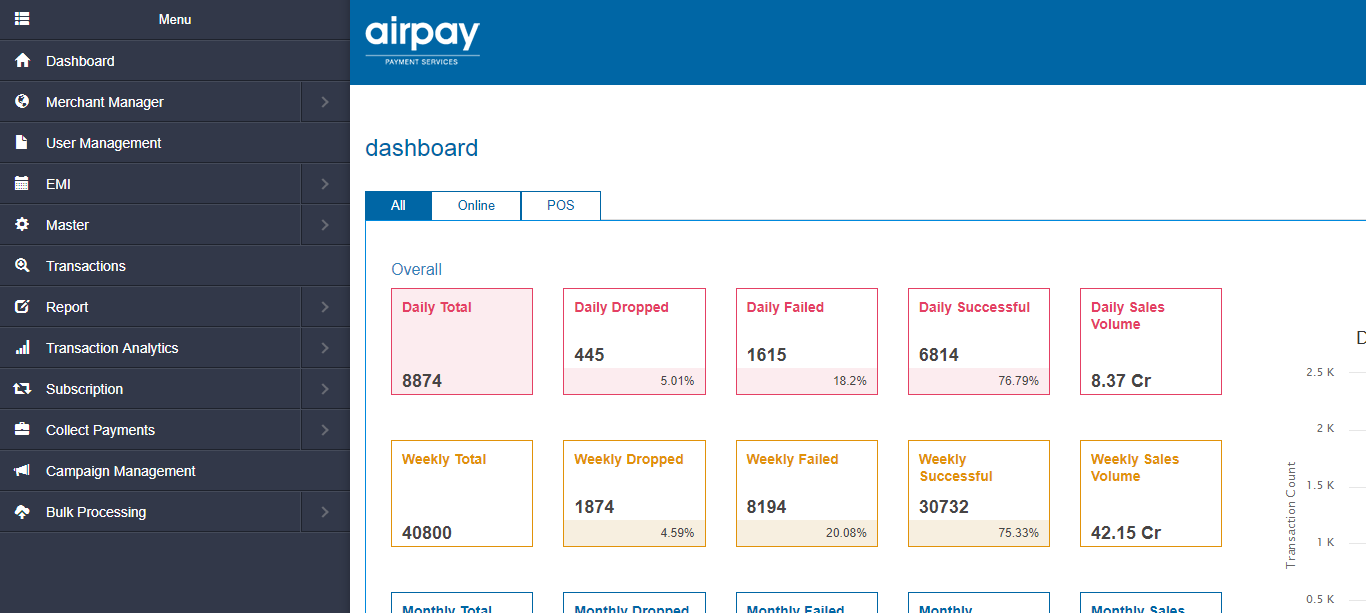 Menu
Dashboard
Merchant Manager
User Management
EMI
Master
Transactions
Report
Transaction Analytics
Subscription
Collect Payments
Campaign Management
Bulk Processing
airpay
PAYMENT SERVICES
dashboard
All Online POS
Overall
Daily Total
8874
Daily Dropped
445
5.01%
Daily Failed
1615
18.2%
Daily Successful
6814
76.79%
Daily Sales
Volume
8.37 Cr
Weekly Total
40800
Weekly Dropped
1874
4.59%
Weekly Failed
8194
20.08%
Weekly
Successful
30732
75.33%
Weekly Sales
Volume
42.15 Cr
Monthly Total
Monthly Dropped
Monthly Failed
Monthly
Monthly Sales
D
Transaction Count
2.5 K
2 K
1.5 K
1 K
0.5 K